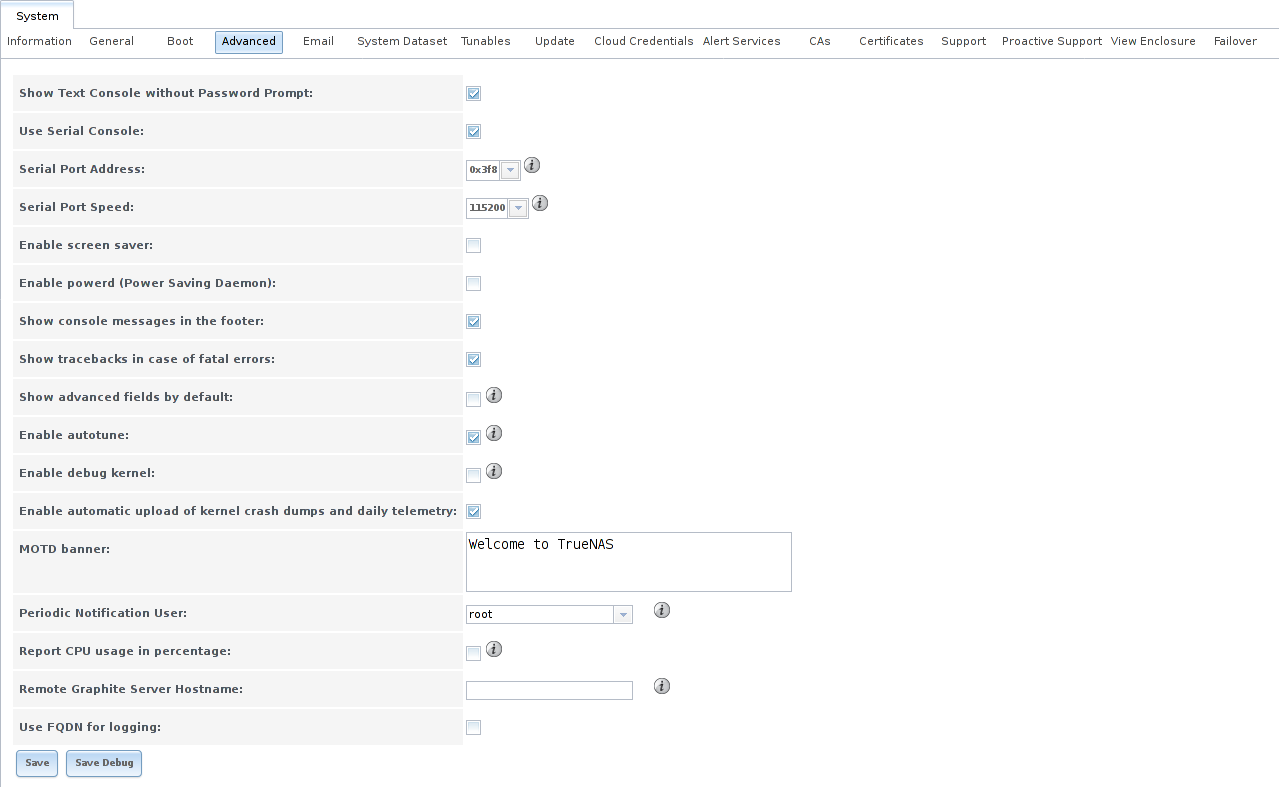 System
Information General Boot Advanced Email System Dataset Tunables Update Cloud Credentials Alert Services CAs Certificates Support Proactive Support View Enclosure Failover
Show Text Console without Password Prompt:
Use Serial Console:
Serial Port Address: 0x3f8
Serial Port Speed: 115200
Enable screen saver:
Enable powerd (Power Saving Daemon):
Show console messages in the footer:
Show tracebacks in case of fatal errors:
Show advanced fields by default:
Enable autotune:
Enable debug kernel:
Enable automatic upload of kernel crash dumps and daily telemetry:
MOTD banner: Welcome to TrueNAS
Periodic Notification User: root
Report CPU usage in percentage:
Remote Graphite Server Hostname:
Use FQDN for logging:
Save Save Debug